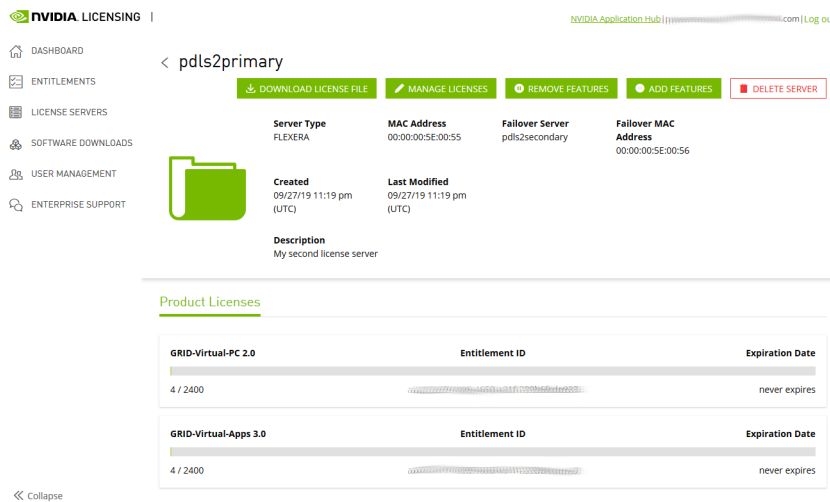 NVIDIA. LICENSING
NVIDIA Application Hub | .com | Log ou
DASHBOARD
ENTITLEMENTS
LICENSE SERVERS
SOFTWARE DOWNLOADS
USER MANAGEMENT
ENTERPRISE SUPPORT
Collapse
pdls2primary
DOWNLOAD LICENSE FILE MANAGE LICENSES REMOVE FEATURES ADD FEATURES DELETE SERVER
Server Type
FLEXERA
MAC Address
00:00:00:5E:00:55
Failover Server
pdls2secondary
Failover MAC
Address
00:00:00:5E:00:56
Created
09/27/19 11:19 pm
(UTC)
Last Modified
09/27/19 11:19 pm
(UTC)
Description
My second license server
Product Licenses
GRID-Virtual-PC 2.0 Entitlement ID Expiration Date
4 / 2400 never expires
GRID-Virtual-Apps 3.0 Entitlement ID Expiration Date
4 / 2400 never expires